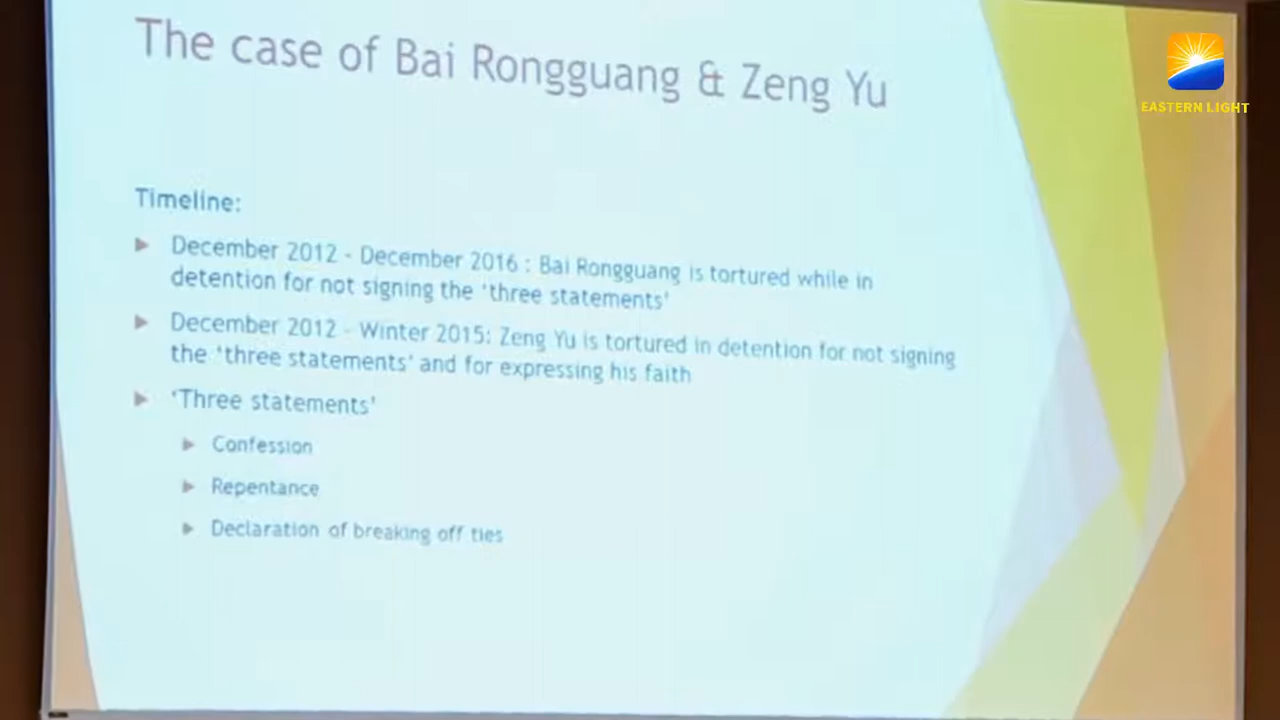 The case of Bai Rongguang & Zeng Yu
EASTERN LIGHT
Timeline:
December 2012 - December 2016 : Bai Rongguang is tortured while in
detention for not signing the ‘three statements’
December 2012 - Winter 2015: Zeng Yu is tortured in detention for not signing
the ‘three statements’ and for expressing his faith
‘Three statements’
Confession
Repentance
Declaration of breaking off ties